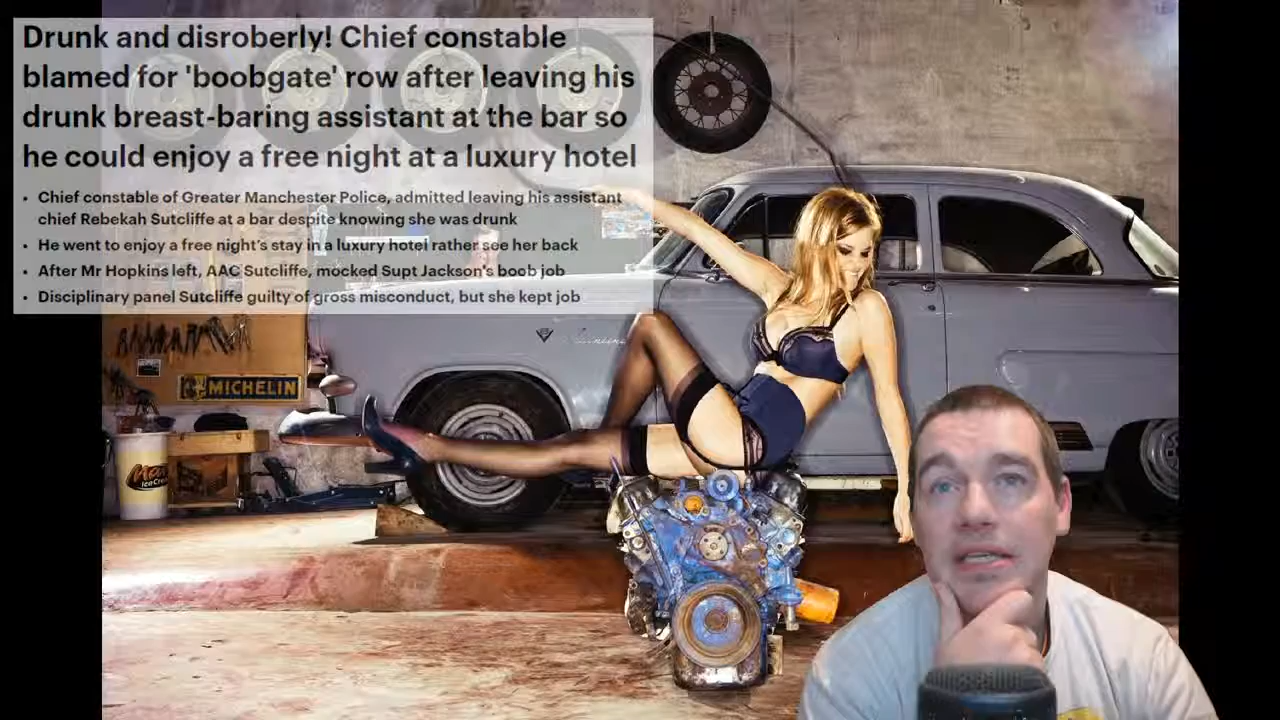 Drunk and disroberly! Chief constable
blamed for 'boobgate' row after leaving his
drunk breast-baring assistant at the bar so
he could enjoy a free night at a luxury hotel
• Chief constable of Greater Manchester Police, admitted leaving his assistant
chief Rebekah Sutcliffe at a bar despite knowing she was drunk
• He went to enjoy a free night's stay in a luxury hotel rather see her back
• After Mr Hopkins left, AAC Sutcliffe, mocked Supt Jackson's boob job
• Disciplinary panel Sutcliffe guilty of gross misconduct, but she kept job
MICHELIN